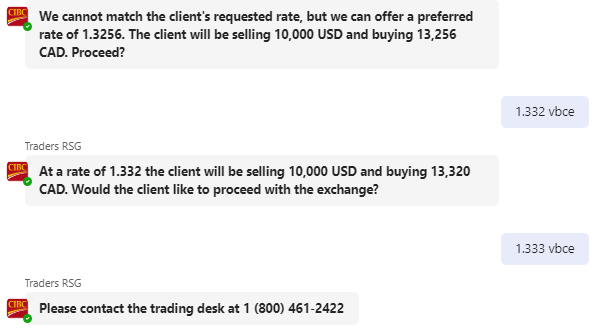 CIBC
We cannot match the client's requested rate, but we can offer a preferred
rate of 1.3256. The client will be selling 10,000 USD and buying 13,256
CAD. Proceed?
1.332 vbce
Traders RSG
CIBC
At a rate of 1.332 the client will be selling 10,000 USD and buying 13,320
CAD. Would the client like to proceed with the exchange?
1.333 vbce
Traders RSG
CIBC
Please contact the trading desk at 1 (800) 461-2422